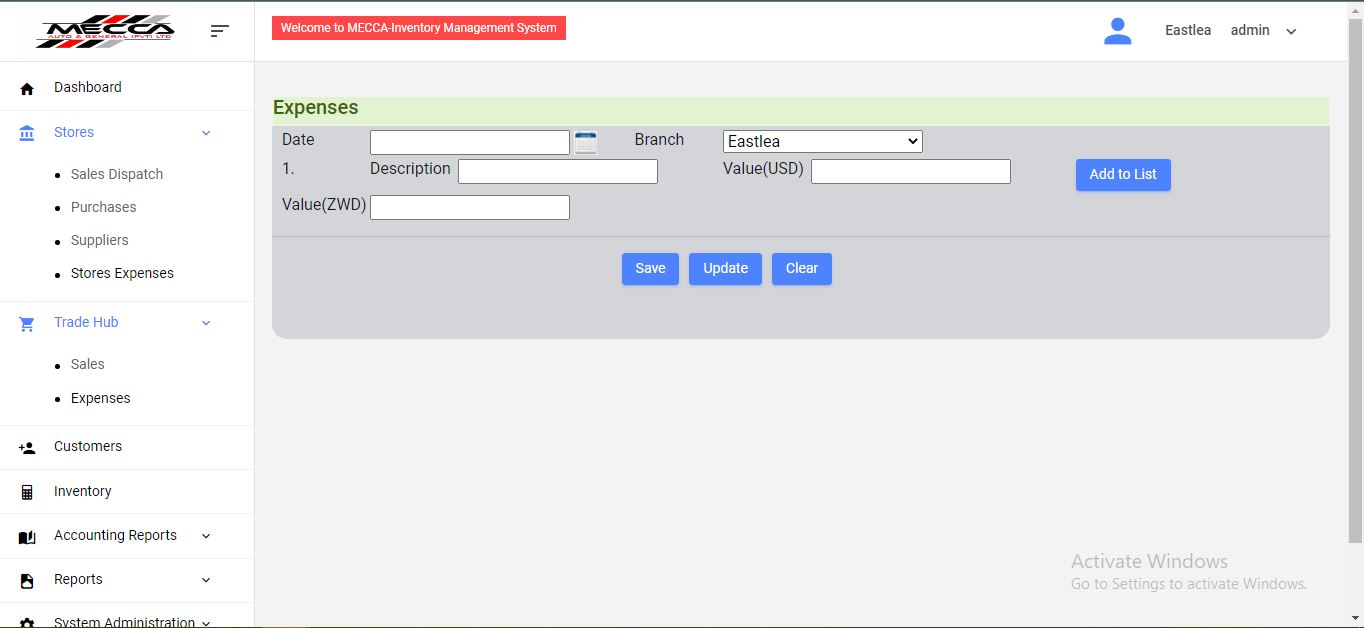 MECCA
AUTO & GENERAL (PVT) LTD
Welcome to MECCA-Inventory Management System
Eastlea admin
Dashboard
Stores
Sales Dispatch
Purchases
Suppliers
Stores Expenses
Trade Hub
Sales
Expenses
Customers
Inventory
Accounting Reports
Reports
System Administration
Expenses
Date
Branch
Eastlea
1.
Description
Value(USD)
Add to List
Value(ZWD)
Save
Update
Clear
Activate Windows
Go to Settings to activate Windows.